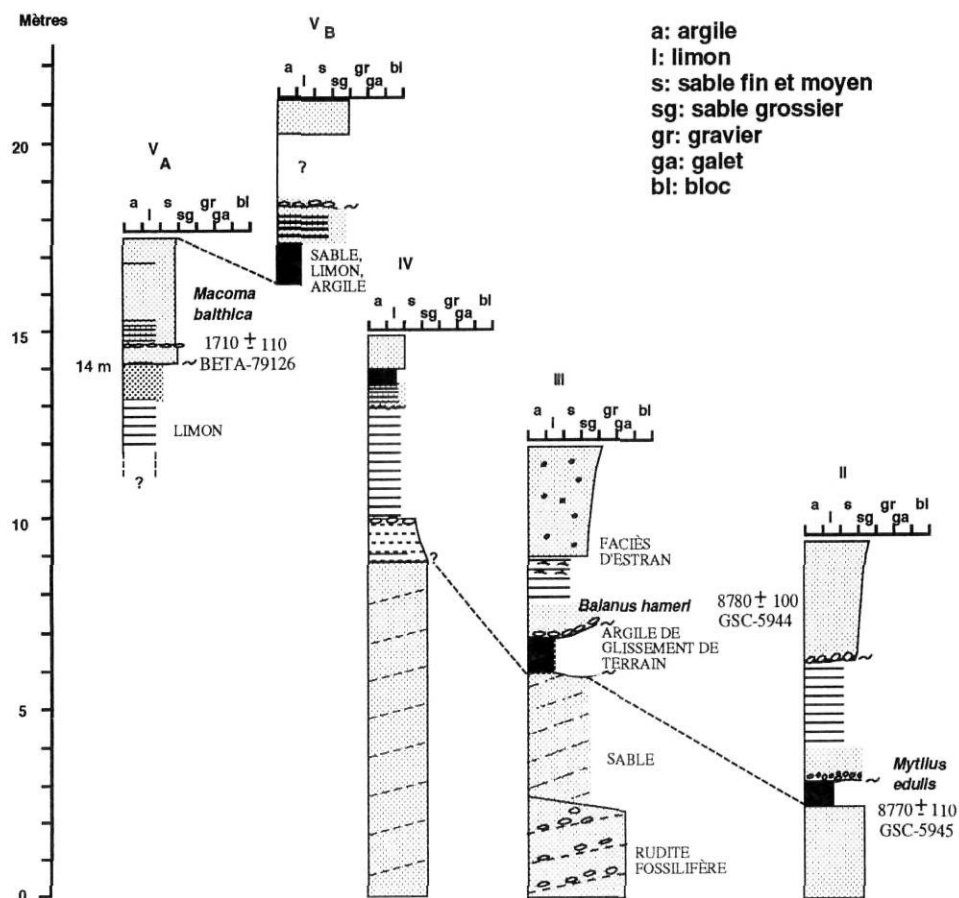 Mètres
20
15
10
5
0
14 m
a: argile
l: limon
s: sable fin et moyen
sg: sable grossier
gr: gravier
ga: galet
bl: bloc
V
A
a l s sg gr ga bl
Macoma
balthica
1710 ± 110
BETA-79126
LIMON
?
V
B
a l s sg gr ga bl
?
SABLE,
LIMON,
ARGILE
IV
a l s sg gr ga bl
?
III
a l s sg gr ga bl
FACIÈS
D'ESTRAN
Balanus hameri
ARGILE DE
GLISSEMENT DE
TERRAIN
SABLE
RUDITE
FOSSILIFÈRE
II
a l s sg gr ga bl
8780 ± 100
GSC-5944
Mytilus
edulis
8770 ± 110
GSC-5945